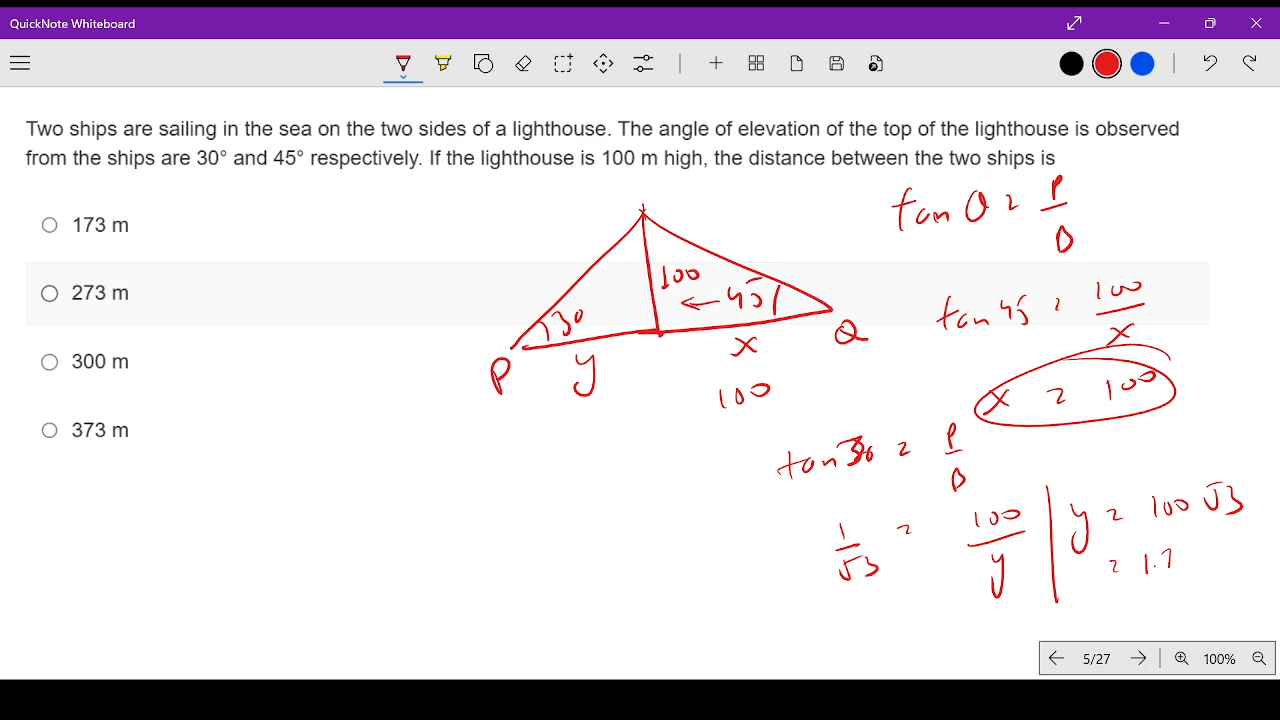 QuickNote Whiteboard
Two ships are sailing in the sea on the two sides of a lighthouse. The angle of elevation of the top of the lighthouse is observed
from the ships are 30° and 45° respectively. If the lighthouse is 100 m high, the distance between the two ships is
173 m
273 m
300 m
373 m
100
45
30
P
y
x
Q
100
tan θ = P/B
tan 45 = 100/x
x = 100
tan 30 = P/B
1/√3 = 100/y
y = 100 √3
= 1.7
5/27
100%